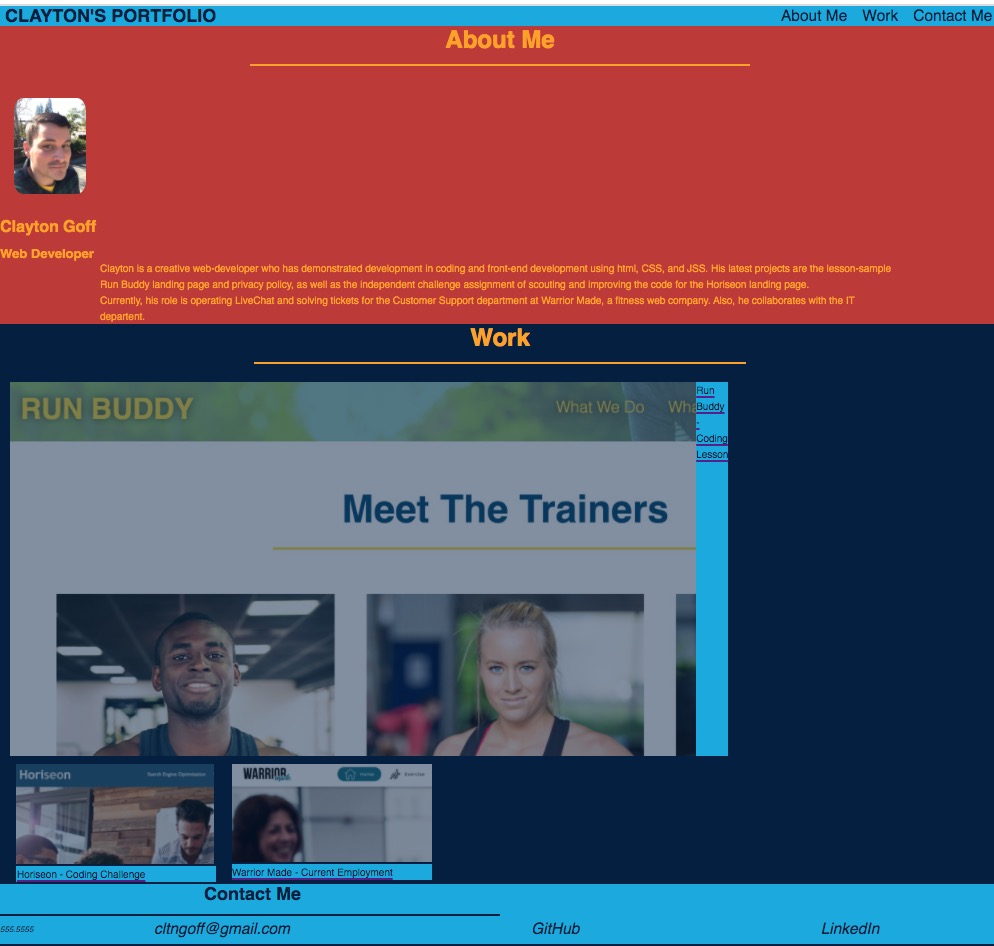 CLAYTON'S PORTFOLIO
About Me Work Contact Me
About Me
Clayton Goff
Web Developer
Clayton is a creative web-developer who has demonstrated development in coding and front-end development using html, CSS, and JSS. His latest projects are the lesson-sample
Run Buddy landing page and privacy policy, as well as the independent challenge assignment of scouting and improving the code for the Horiseon landing page.
Currently, his role is operating LiveChat and solving tickets for the Customer Support department at Warrior Made, a fitness web company. Also, he collaborates with the IT
departent.
Work
RUN BUDDY
What We Do
Meet The Trainers
Run
Buddy
-
Coding
Lesson
Horiseon
Search Engine Optimization
Horiseon - Coding Challenge
WARRIOR
Home
Exercise
Warrior Made - Current Employment
Contact Me
555.5555
cltngoff@gmail.com
GitHub
LinkedIn